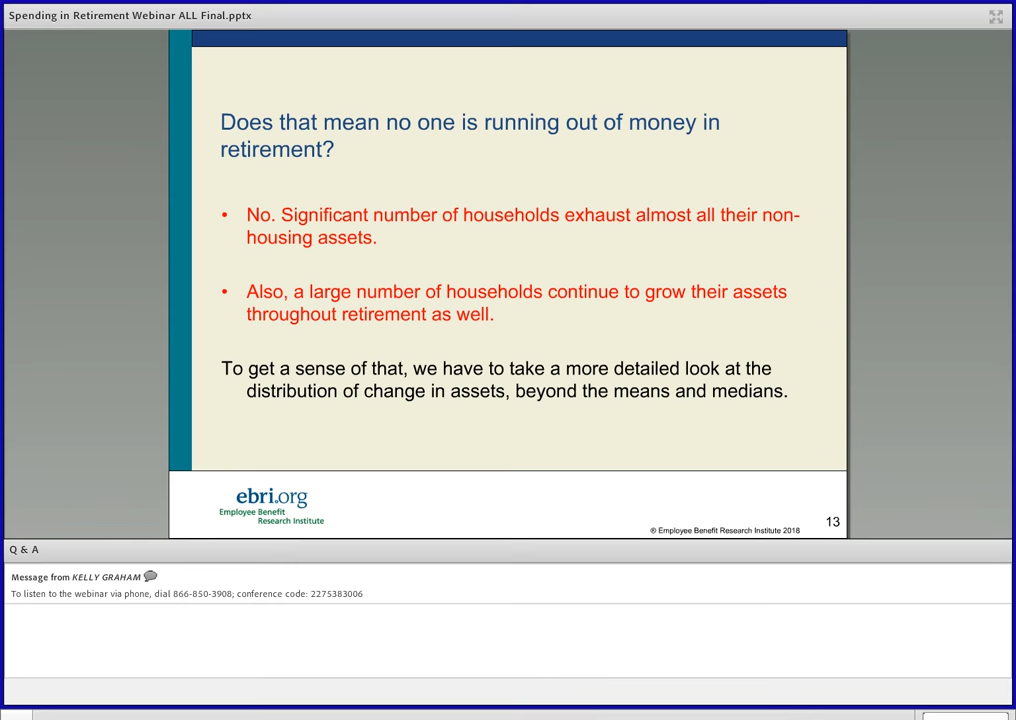 Spending in Retirement Webinar ALL Final.pptx
Does that mean no one is running out of money in
retirement?
• No. Significant number of households exhaust almost all their non-
housing assets.
• Also, a large number of households continue to grow their assets
throughout retirement as well.
To get a sense of that, we have to take a more detailed look at the
distribution of change in assets, beyond the means and medians.
ebri.org
Employee Benefit
Research Institute
® Employee Benefit Research Institute 2018
13
Q & A
Message from KELLY GRAHAM
To listen to the webinar via phone, dial 866-850-3908; conference code: 2275383006